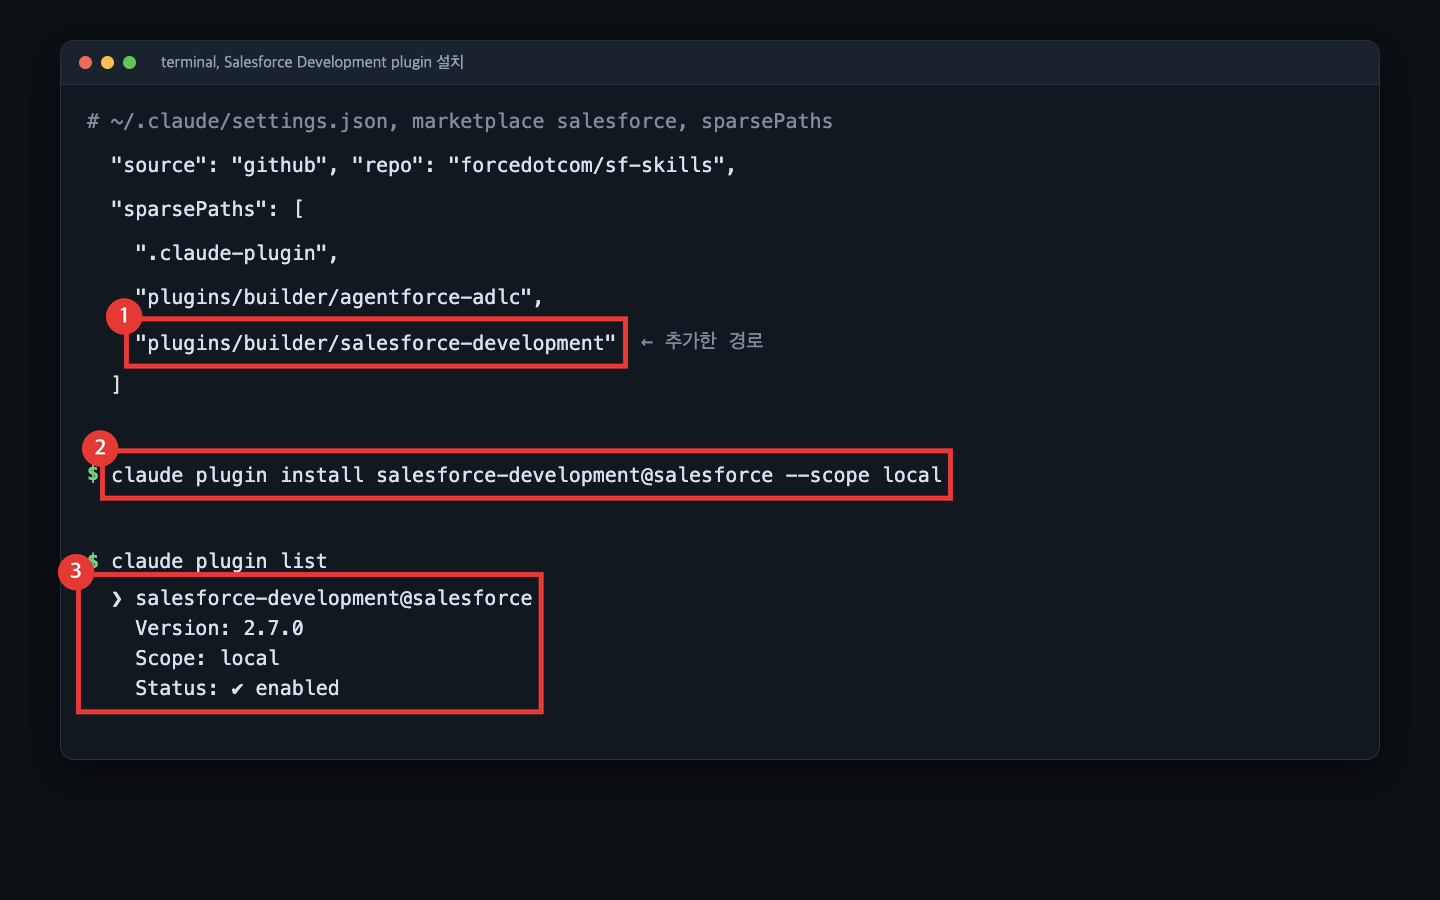 terminal, Salesforce Development plugin 설치
# ~/.claude/settings.json, marketplace salesforce, sparsePaths
"source": "github", "repo": "forcedotcom/sf-skills",
"sparsePaths": [
".claude-plugin",
"plugins/builder/agentforce-adlc",
1
"plugins/builder/salesforce-development" ← 추가한 경로
]
2
$ claude plugin install salesforce-development@salesforce --scope local
$ claude plugin list
3
❯ salesforce-development@salesforce
Version: 2.7.0
Scope: local
Status: ✔ enabled